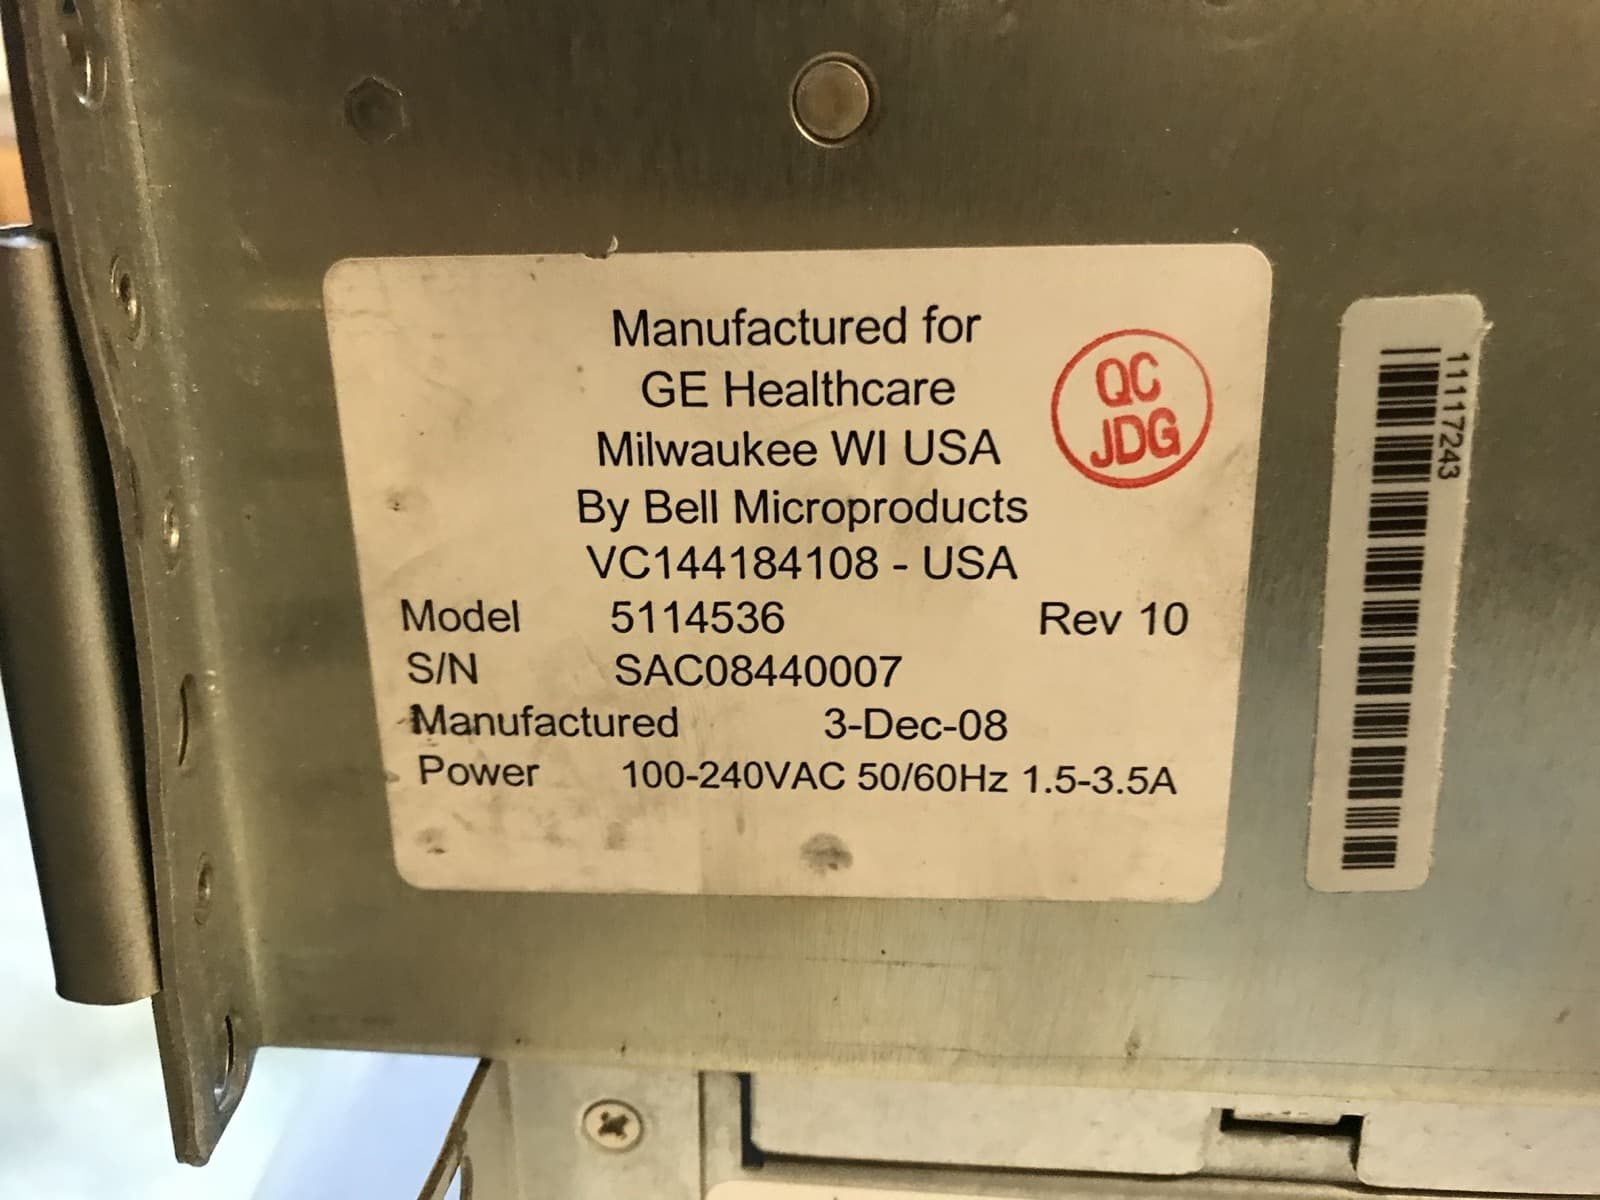 Manufactured for
GE Healthcare
Milwaukee WI USA
By Bell Microproducts
VC144184108 - USA
Model 5114536 Rev 10
S/N SAC08440007
Manufactured 3-Dec-08
Power 100-240VAC 50/60Hz 1.5-3.5A
QC
JDG
11117243